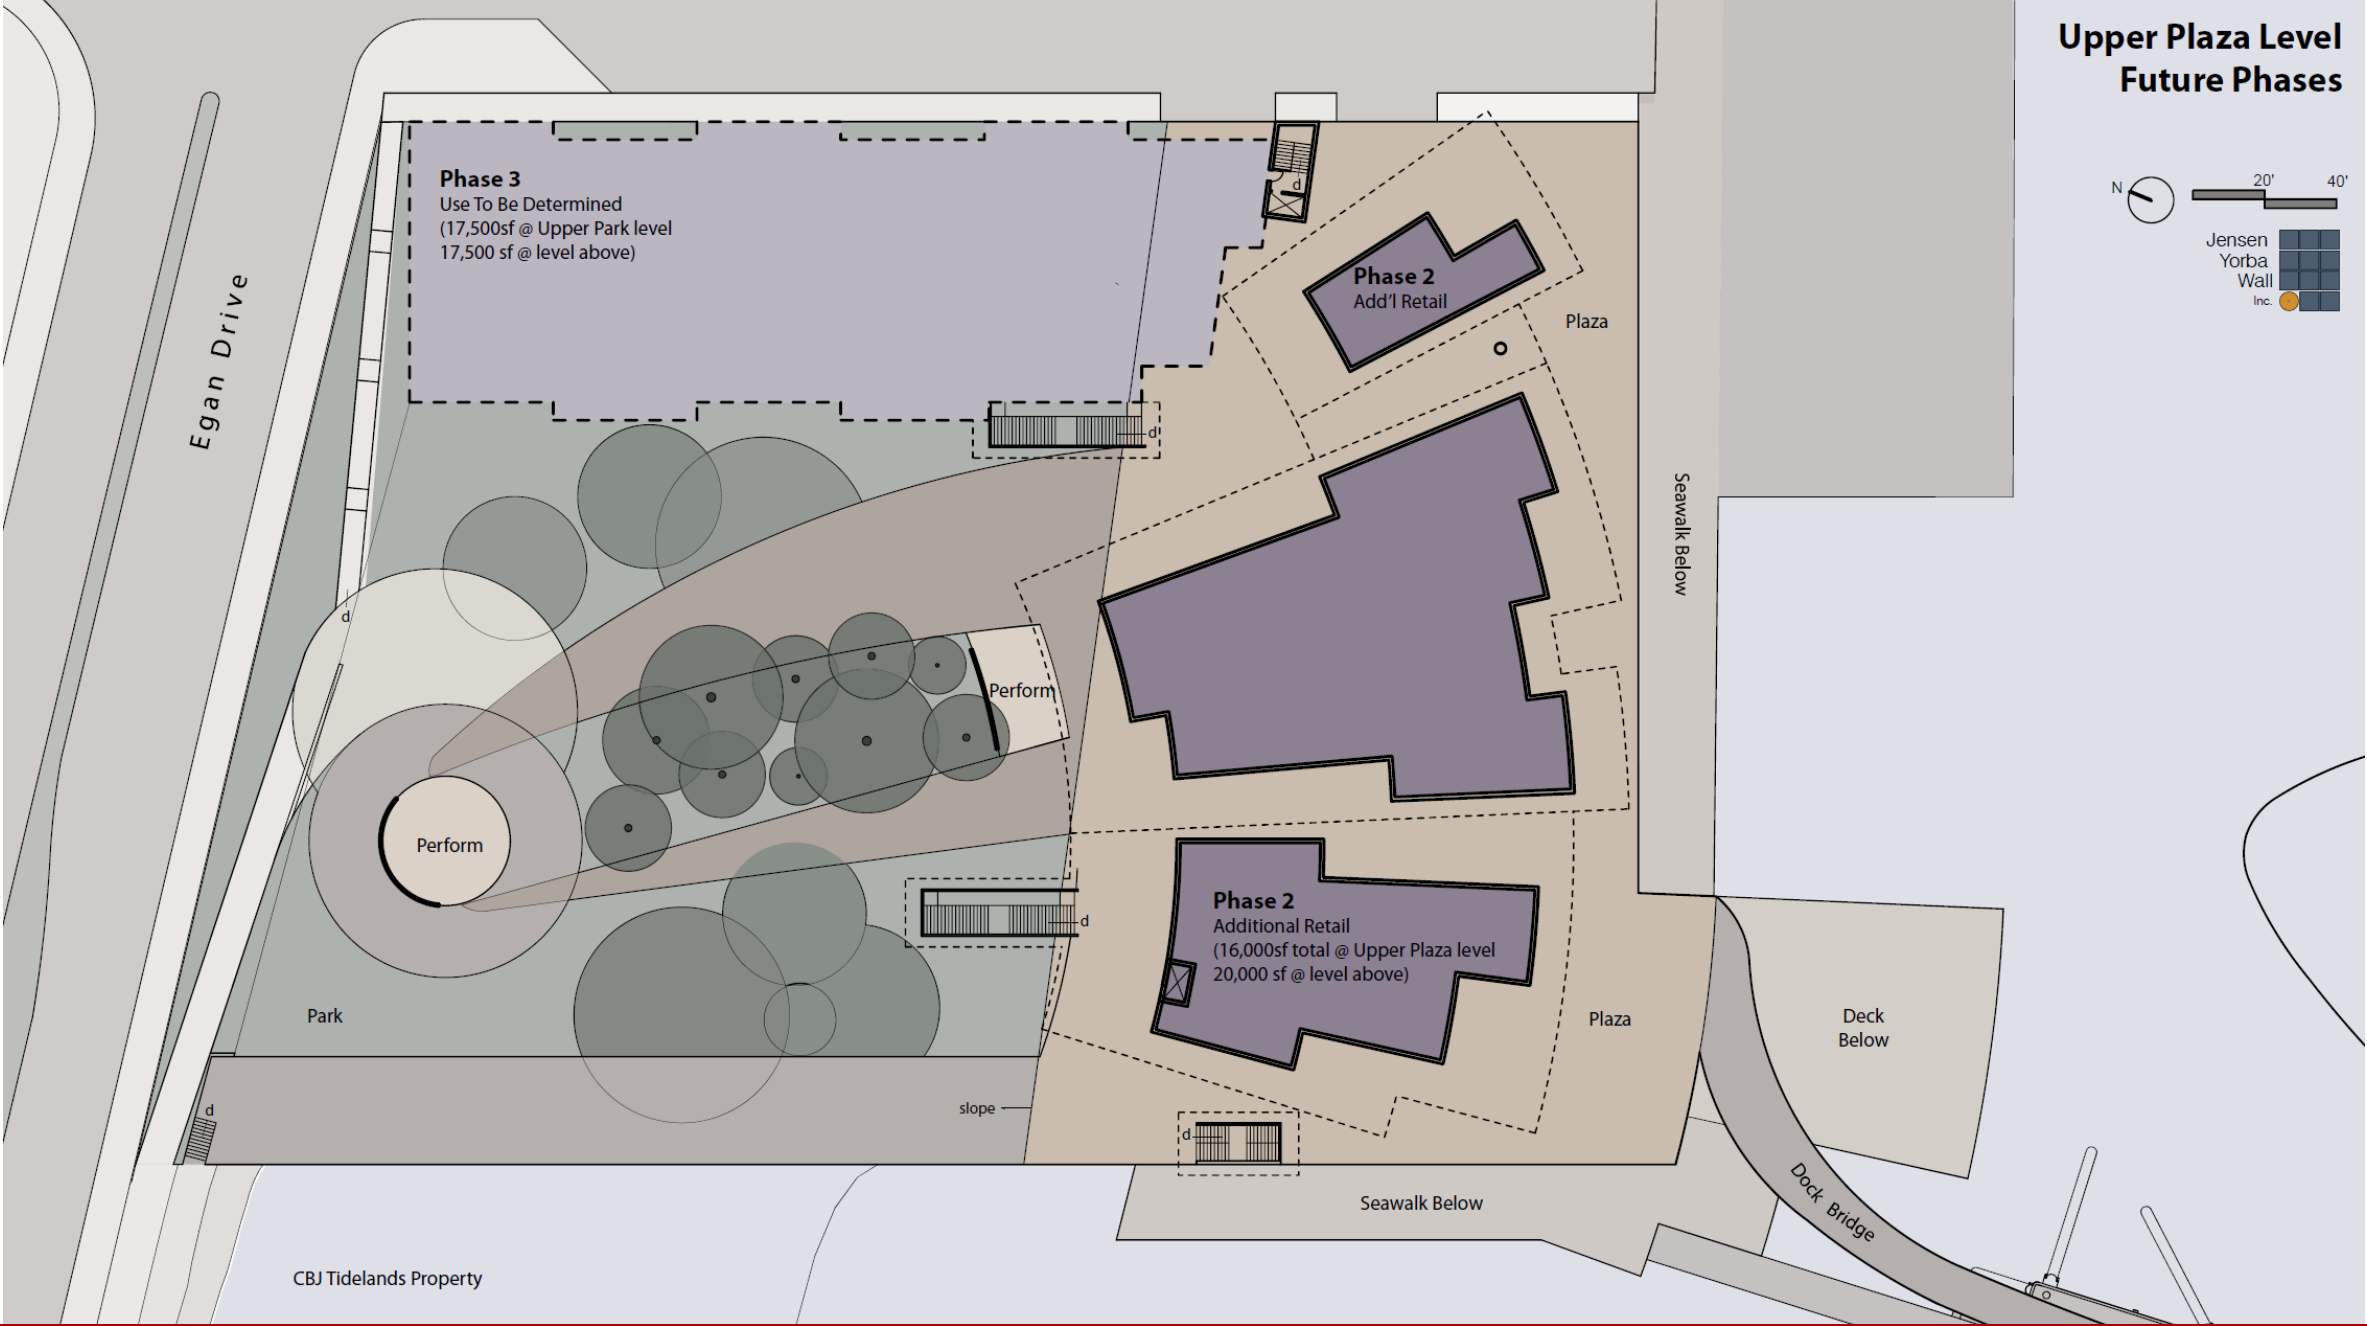 Upper Plaza Level
Future Phases
N
20'
40'
Jensen
Yorba
Wall
Inc.
Phase 3
Use To Be Determined
(17,500sf @ Upper Park level
17,500 sf @ level above)
d
Phase 2
Add'l Retail
Plaza
Egan Drive
d
Seawalk Below
d
Perform
Perform
Phase 2
Additional Retail
(16,000sf total @ Upper Plaza level
20,000 sf @ level above)
d
Park
Plaza
Deck
Below
d
slope
d
Seawalk Below
Dock Bridge
CBJ Tidelands Property